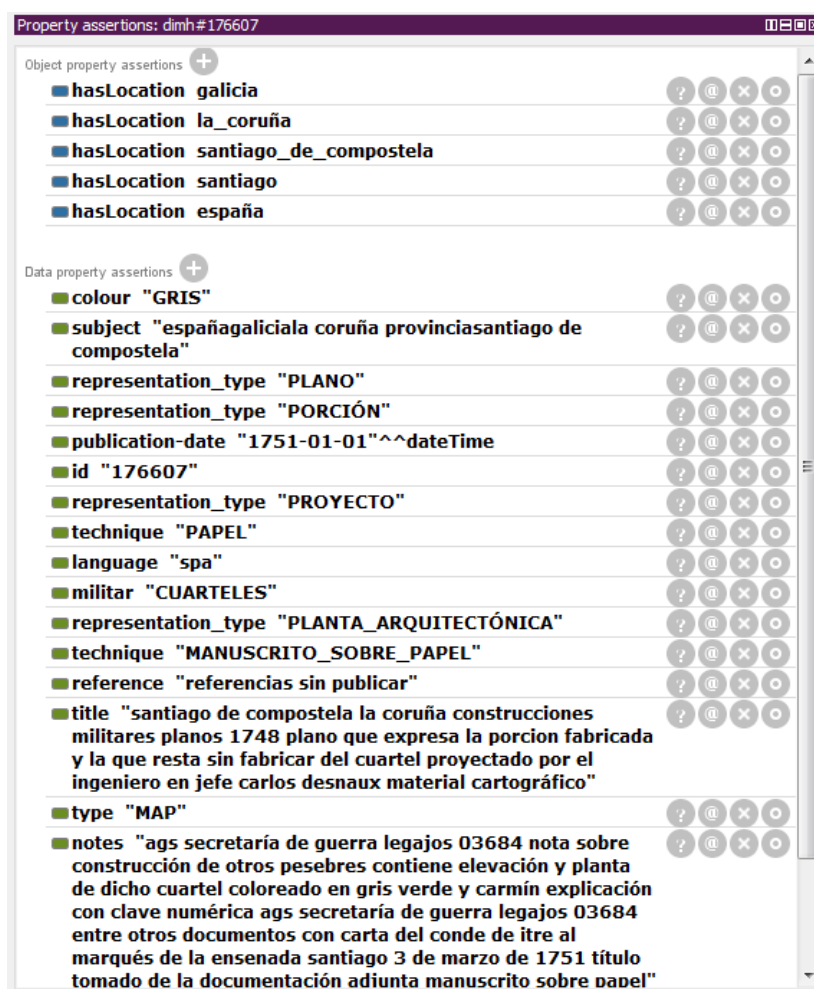 Property assertions: dimh#176607
Object property assertions
hasLocation galicia
hasLocation la_coruña
hasLocation santiago_de_compostela
hasLocation santiago
hasLocation españa
Data property assertions
colour "GRIS"
subject "españagaliciala coruña provinciasantiago de
compostela"
representation_type "PLANO"
representation_type "PORCIÓN"
publication-date "1751-01-01"^^dateTime
id "176607"
representation_type "PROYECTO"
technique "PAPEL"
language "spa"
militar "CUARTELES"
representation_type "PLANTA_ARQUITECTÓNICA"
technique "MANUSCRITO_SOBRE_PAPEL"
reference "referencias sin publicar"
title "santiago de compostela la coruña construcciones
militares planos 1748 plano que expresa la porcion fabricada
y la que resta sin fabricar del cuartel proyectado por el
ingeniero en jefe carlos desnaux material cartográfico"
type "MAP"
notes "ags secretaría de guerra legajos 03684 nota sobre
construcción de otros pesebres contiene elevación y planta
de dicho cuartel coloreado en gris verde y carmín explicación
con clave numérica ags secretaría de guerra legajos 03684
entre otros documentos con carta del conde de itre al
marqués de la ensenada santiago 3 de marzo de 1751 título
tomado de la documentación adjunta manuscrito sobre papel"